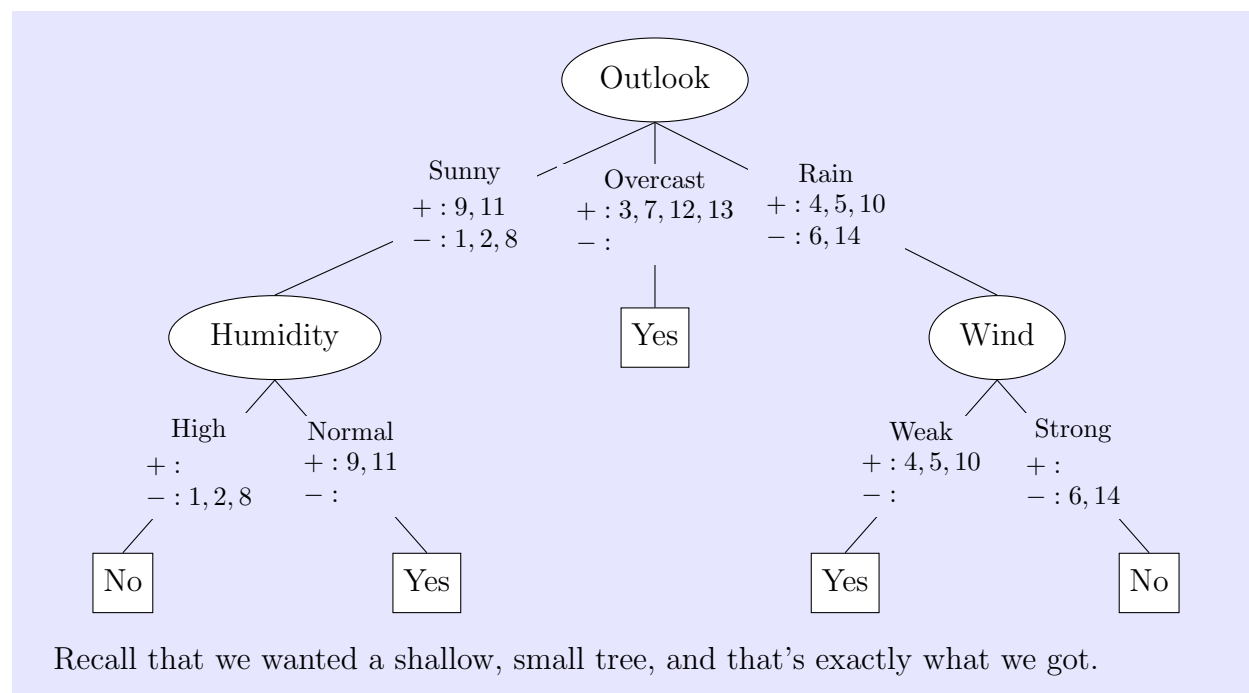 Outlook
Sunny
+ : 9, 11
− : 1, 2, 8
Overcast
+ : 3, 7, 12, 13
− :
Rain
+ : 4, 5, 10
− : 6, 14
Humidity
Yes
Wind
High
+ :
− : 1, 2, 8
Normal
+ : 9, 11
− :
Weak
+ : 4, 5, 10
− :
Strong
+ :
− : 6, 14
No
Yes
Yes
No
Recall that we wanted a shallow, small tree, and that's exactly what we got.